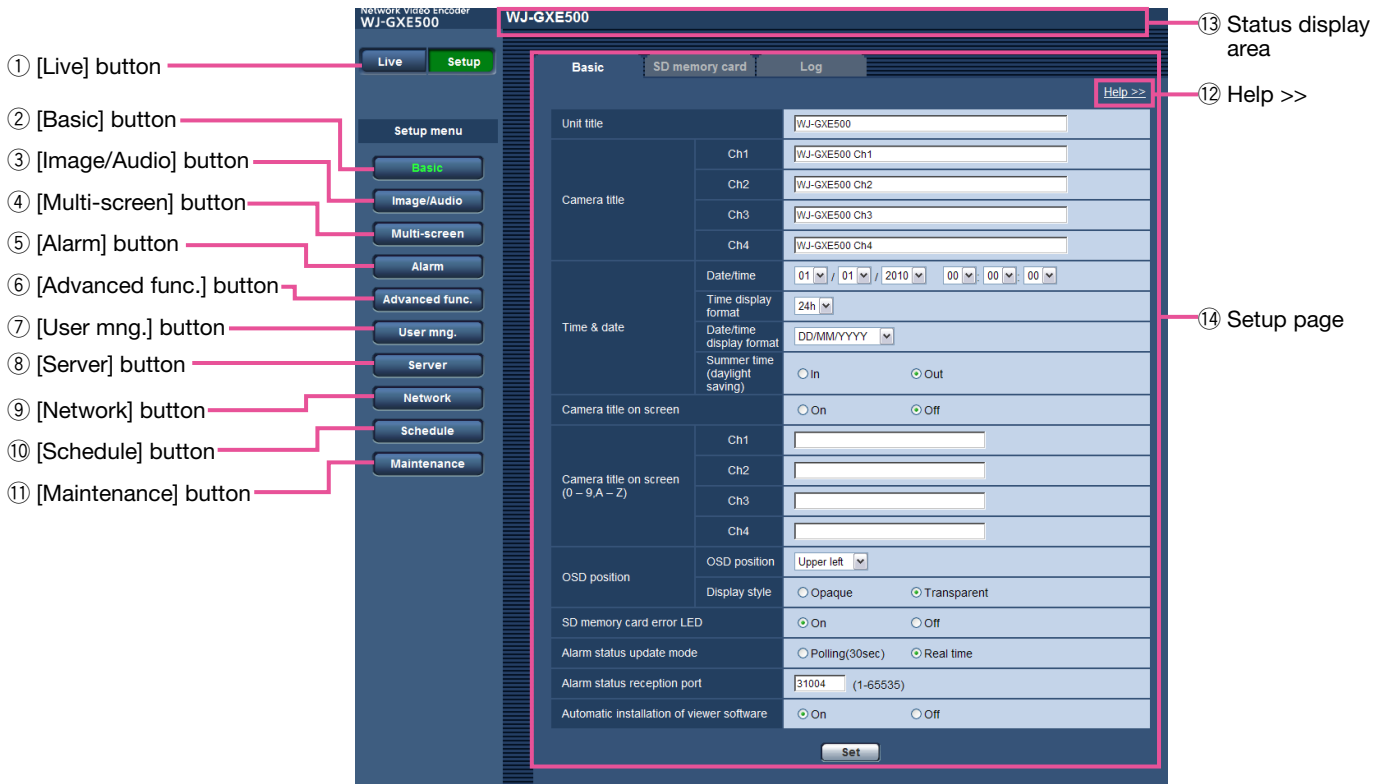 Network Video Encoder
WJ-GXE500
WJ-GXE500
① [Live] button
② [Basic] button
③ [Image/Audio] button
④ [Multi-screen] button
⑤ [Alarm] button
⑥ [Advanced func.] button
⑦ [User mng.] button
⑧ [Server] button
⑨ [Network] button
⑩ [Schedule] button
⑪ [Maintenance] button
Live Setup
Setup menu
Basic
Image/Audio
Multi-screen
Alarm
Advanced func.
User mng.
Server
Network
Schedule
Maintenance
Basic SD memory card Log
Help >>
Unit title WJ-GXE500
Camera title
Ch1 WJ-GXE500 Ch1
Ch2 WJ-GXE500 Ch2
Ch3 WJ-GXE500 Ch3
Ch4 WJ-GXE500 Ch4
Time & date
Date/time 01 / 01 / 2010 00 : 00 : 00
Time display
format
24h
Date/time
display format
DD/MM/YYYY
Summer time
(daylight
saving)
In Out
Camera title on screen On Off
Camera title on screen
(0 – 9,A – Z)
Ch1
Ch2
Ch3
Ch4
OSD position
OSD position Upper left
Display style Opaque Transparent
SD memory card error LED On Off
Alarm status update mode Polling(30sec) Real time
Alarm status reception port 31004 (1-65535)
Automatic installation of viewer software On Off
Set
⑬ Status display
area
⑫ Help >>
⑭ Setup page